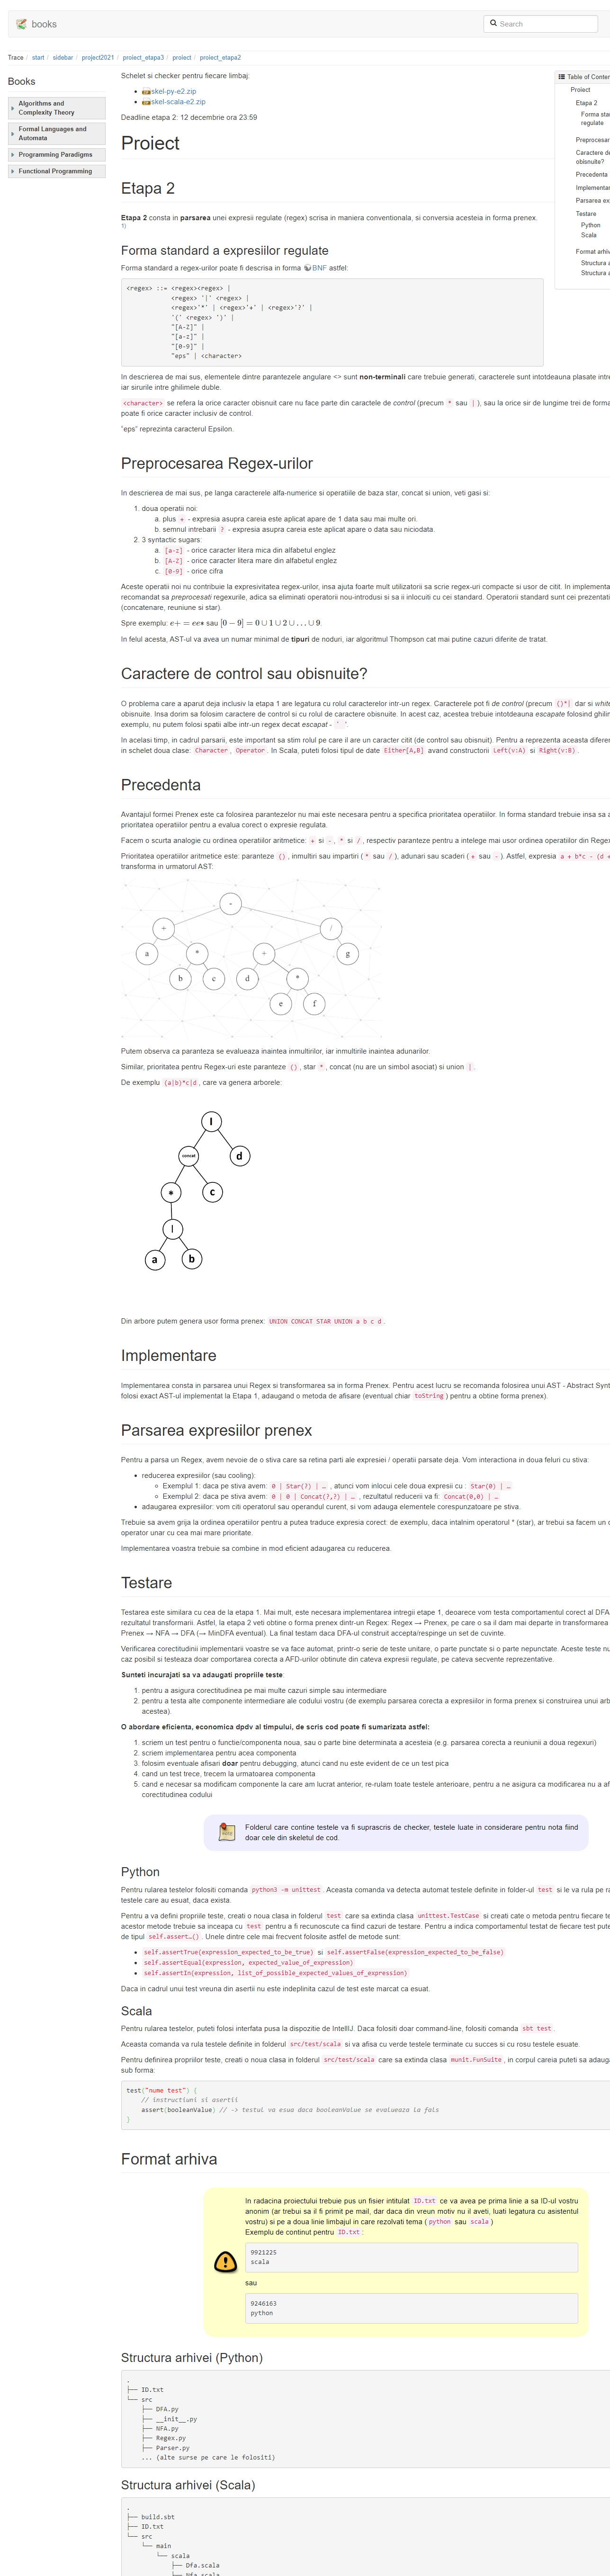 books
Search
Trace / start / sidebar / project2021 / proiect_etapa3 / proiect / proiect_etapa2
Books
Algorithms and
Complexity Theory
Formal Languages and
Automata
Programming Paradigms
Functional Programming
Table of Conten
Proiect
Etapa 2
Forma stan
regulate
Preprocesar
Caractere de
obisnuite?
Precedenta
Implementar
Parsarea exp
Testare
Python
Scala
Format arhiv
Structura a
Structura a
Schelet si checker pentru fiecare limbaj:
skel-py-e2.zip
skel-scala-e2.zip
Deadline etapa 2: 12 decembrie ora 23:59
Proiect
Etapa 2
Etapa 2 consta in parsarea unei expresii regulate (regex) scrisa in maniera conventionala, si conversia acesteia in forma prenex.
1)
Forma standard a expresiilor regulate
Forma standard a regex-urilor poate fi descrisa in forma BNF astfel:
<regex> ::= <regex><regex> |
<regex> '|' <regex> |
<regex>'*' | <regex>'+' | <regex>'?' |
'(' <regex> ')' |
"[A-Z]" |
"[a-z]" |
"[0-9]" |
"eps" | <character>
In descrierea de mai sus, elementele dintre parantezele angulare <> sunt non-terminali care trebuie generati, caracterele sunt intotdeauna plasate intre
iar sirurile intre ghilimele duble.
<character> se refera la orice caracter obisnuit care nu face parte din caractele de control (precum * sau | ), sau la orice sir de lungime trei de forma
poate fi orice caracter inclusiv de control.
"eps" reprezinta caracterul Epsilon.
Preprocesarea Regex-urilor
In descrierea de mai sus, pe langa caracterele alfa-numerice si operatiile de baza star, concat si union, veti gasi si:
1. doua operatii noi:
a. plus + - expresia asupra careia este aplicat apare de 1 data sau mai multe ori.
b. semnul intrebarii ? - expresia asupra careia este aplicat apare o data sau niciodata.
2. 3 syntactic sugars:
a. [a-z] - orice caracter litera mica din alfabetul englez
b. [A-Z] - orice caracter litera mare din alfabetul englez
c. [0-9] - orice cifra
Aceste operatii noi nu contribuie la expresivitatea regex-urilor, insa ajuta foarte mult utilizatorii sa scrie regex-uri compacte si usor de citit. In implementa
recomandat sa preprocesati regexurile, adica sa eliminati operatorii nou-introdusi si sa ii inlocuiti cu cei standard. Operatorii standard sunt cei prezentati
(concatenare, reuniune si star).
Spre exemplu: e+ = ee∗ sau [0 − 9] = 0 ∪ 1 ∪ 2 ∪ … ∪ 9.
In felul acesta, AST-ul va avea un numar minimal de tipuri de noduri, iar algoritmul Thompson cat mai putine cazuri diferite de tratat.
Caractere de control sau obisnuite?
O problema care a aparut deja inclusiv la etapa 1 are legatura cu rolul caracterelor intr-un regex. Caracterele pot fi de control (precum ()*| dar si white
obisnuite. Insa dorim sa folosim caractere de control si cu rolul de caractere obisnuite. In acest caz, acestea trebuie intotdeauna escapate folosind ghilin
exemplu, nu putem folosi spatii albe intr-un regex decat escapat - ' '.
In acelasi timp, in cadrul parsarii, este important sa stim rolul pe care il are un caracter citit (de control sau obisnuit). Pentru a reprezenta aceasta diferen
in schelet doua clase: Character, Operator. In Scala, puteti folosi tipul de date Either[A,B] avand constructorii Left(v:A) si Right(v:B).
Precedenta
Avantajul formei Prenex este ca folosirea parantezelor nu mai este necesara pentru a specifica prioritatea operatiilor. In forma standard trebuie insa sa a
prioritatea operatiilor pentru a evalua corect o expresie regulata.
Facem o scurta analogie cu ordinea operatiilor aritmetice: + si -, * si /, respectiv paranteze pentru a intelege mai usor ordinea operatiilor din Rege
Prioritatea operatiilor aritmetice este: paranteze (), inmultiri sau impartiri ( * sau / ), adunari sau scaderi ( + sau - ). Astfel, expresia a + b*c - (d +
transforma in urmatorul AST:
-
+ /
a * + g
b c d *
e f
Putem observa ca paranteza se evalueaza inaintea inmultirilor, iar inmultirile inaintea adunarilor.
Similar, prioritatea pentru Regex-uri este paranteze (), star *, concat (nu are un simbol asociat) si union |.
De exemplu (a|b)*c|d, care va genera arborele:
|
concat d
* c
|
a b
Din arbore putem genera usor forma prenex: UNION CONCAT STAR UNION a b c d.
Implementare
Implementarea consta in parsarea unui Regex si transformarea sa in forma Prenex. Pentru acest lucru se recomanda folosirea unui AST - Abstract Synt
folosi exact AST-ul implementat la Etapa 1, adaugand o metoda de afisare (eventual chiar toString) pentru a obtine forma prenex).
Parsarea expresiilor prenex
Pentru a parsa un Regex, avem nevoie de o stiva care sa retina parti ale expresiei / operatii parsate deja. Vom interactiona in doua feluri cu stiva:
reducerea expresiilor (sau cooling):
Exemplul 1: daca pe stiva avem: 0 | Star(?) | … , atunci vom inlocui cele doua expresii cu : Star(0) | …
Exemplul 2: daca pe stiva avem: 0 | 0 | Concat(?,?) | … , rezultatul reducerii va fi: Concat(0,0) | …
adaugarea expresiilor: vom citi operatorul sau operandul curent, si vom adauga elementele corespunzatoare pe stiva.
Trebuie sa avem grija la ordinea operatiilor pentru a putea traduce expresia corect: de exemplu, daca intalnim operatorul * (star), ar trebui sa facem un c
operator unar cu cea mai mare prioritate.
Implementarea voastra trebuie sa combine in mod eficient adaugarea cu reducerea.
Testare
Testarea este similara cu cea de la etapa 1. Mai mult, este necesara implementarea intregii etape 1, deoarece vom testa comportamentul corect al DFA
rezultatul transformarii. Astfel, la etapa 2 veti obtine o forma prenex dintr-un Regex: Regex → Prenex, pe care o sa il dam mai departe in transformarea
Prenex → NFA → DFA (→ MinDFA eventual). La final testam daca DFA-ul construit accepta/respinge un set de cuvinte.
Verificarea corectitudinii implementarii voastre se va face automat, printr-o serie de teste unitare, o parte punctate si o parte nepunctate. Aceste teste nu
caz posibil si testeaza doar comportarea corecta a AFD-urilor obtinute din cateva expresii regulate, pe cateva secvente reprezentative.
Sunteti incurajati sa va adaugati propriile teste:
1. pentru a asigura corectitudinea pe mai multe cazuri simple sau intermediare
2. pentru a testa alte componente intermediare ale codului vostru (de exemplu parsarea corecta a expresiilor in forma prenex si construirea unui arb
acestea).
O abordare eficienta, economica dpdv al timpului, de scris cod poate fi sumarizata astfel:
1. scriem un test pentru o functie/componenta noua, sau o parte bine determinata a acesteia (e.g. parsarea corecta a reuniunii a doua regexuri)
2. scriem implementarea pentru acea componenta
3. folosim eventuale afisari doar pentru debugging, atunci cand nu este evident de ce un test pica
4. cand un test trece, trecem la urmatoarea componenta
5. cand e necesar sa modificam componente la care am lucrat anterior, re-rulam toate testele anterioare, pentru a ne asigura ca modificarea nu a af
corectitudinea codului
Folderul care contine testele va fi suprascris de checker, testele luate in considerare pentru nota fiind
doar cele din skeletul de cod.
Python
Pentru rularea testelor folositi comanda python3 -m unittest. Aceasta comanda va detecta automat testele definite in folder-ul test si le va rula pe ra
testele care au esuat, daca exista.
Pentru a va defini propriile teste, creati o noua clasa in folderul test care sa extinda clasa unittest.TestCase si creati cate o metoda pentru fiecare te
acestor metode trebuie sa inceapa cu test pentru a fi recunoscute ca fiind cazuri de testare. Pentru a indica comportamentul testat de fiecare test pute
de tipul self.assert…(). Unele dintre cele mai frecvent folosite astfel de metode sunt:
self.assertTrue(expression_expected_to_be_true) si self.assertFalse(expression_expected_to_be_false)
self.assertEqual(expression, expected_value_of_expression)
self.assertIn(expression, list_of_possible_expected_values_of_expression)
Daca in cadrul unui test vreuna din asertii nu este indeplinita cazul de test este marcat ca esuat.
Scala
Pentru rularea testelor, puteti folosi interfata pusa la dispozitie de IntelliJ. Daca folositi doar command-line, folositi comanda sbt test.
Aceasta comanda va rula testele definite in folderul src/test/scala si va afisa cu verde testele terminate cu succes si cu rosu testele esuate.
Pentru definirea propriilor teste, creati o noua clasa in folderul src/test/scala care sa extinda clasa munit.FunSuite, in corpul careia puteti sa adaug
sub forma:
test("nume test") {
// instructiuni si asertii
assert(booleanValue) // -> testul va esua daca booleanValue se evalueaza la fals
}
Format arhiva
In radacina proiectului trebuie pus un fisier intitulat ID.txt ce va avea pe prima linie a sa ID-ul vostru
anonim (ar trebui sa il fi primit pe mail, dar daca din vreun motiv nu il aveti, luati legatura cu asistentul
vostru) si pe a doua linie limbajul in care rezolvati tema ( python sau scala )
Exemplu de continut pentru ID.txt:
9921225
scala
sau
9246163
python
Structura arhivei (Python)
.
├── ID.txt
└── src
├── DFA.py
├── __init__.py
├── NFA.py
├── Regex.py
├── Parser.py
... (alte surse pe care le folositi)
Structura arhivei (Scala)
.
├── build.sbt
├── ID.txt
└── src
└── main
└── scala
├── Dfa.scala
├── Nfa.scala